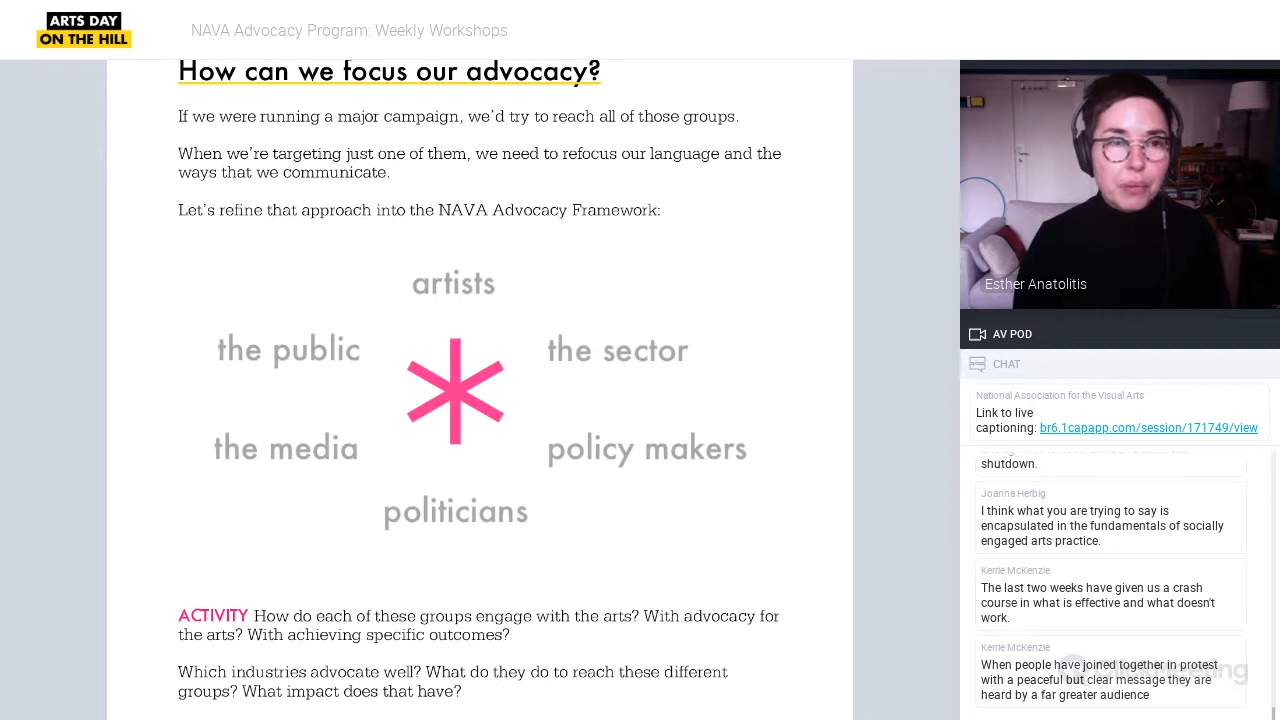 ARTS DAY
ON THE HILL
NAVA Advocacy Program: Weekly Workshops
How can we focus our advocacy?
If we were running a major campaign, we'd try to reach all of those groups.
When we're targeting just one of them, we need to refocus our language and the
ways that we communicate.
Let's refine that approach into the NAVA Advocacy Framework:
artists
the public
the sector
the media
policy makers
politicians
ACTIVITY How do each of these groups engage with the arts? With advocacy for
the arts? With achieving specific outcomes?
Which industries advocate well? What do they do to reach these different
groups? What impact does that have?
Esther Anatolitis
AV POD
CHAT
National Association for the Visual Arts
Link to live
captioning: br6.1capapp.com/session/171749/view
shutdown.
Joanna Herbig
I think what you are trying to say is
encapsulated in the fundamentals of socially
engaged arts practice.
Kerrie McKenzie
The last two weeks have given us a crash
course in what is effective and what doesn't
work.
Kerrie McKenzie
When people have joined together in protest
with a peaceful but clear message they are
heard by a far greater audience
ClickMeeting